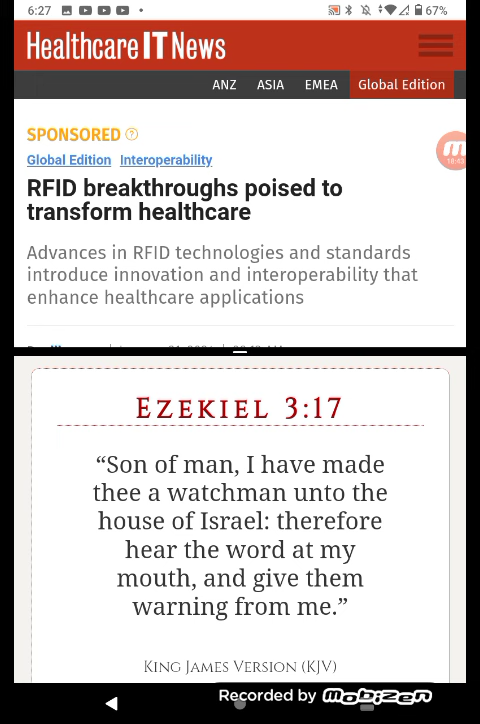 6:27 67%
Healthcare IT News
ANZ ASIA EMEA Global Edition
SPONSORED ?
18:43
Global Edition Interoperability
RFID breakthroughs poised to
transform healthcare
Advances in RFID technologies and standards
introduce innovation and interoperability that
enhance healthcare applications
EZEKIEL 3:17
“Son of man, I have made
thee a watchman unto the
house of Israel: therefore
hear the word at my
mouth, and give them
warning from me.”
KING JAMES VERSION (KJV)
Recorded by Mobizen